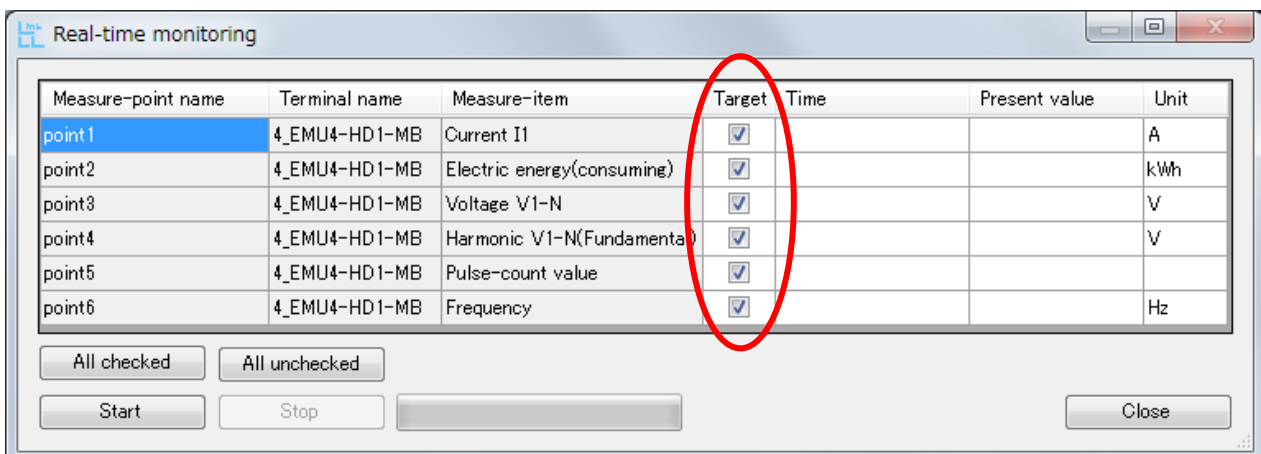 Real-time monitoring
Measure-point name Terminal name Measure-item Target Time Present value Unit
point1 4_EMU4-HD1-MB Current I1 A
point2 4_EMU4-HD1-MB Electric energy(consuming) kWh
point3 4_EMU4-HD1-MB Voltage V1-N V
point4 4_EMU4-HD1-MB Harmonic V1-N(Fundamental) V
point5 4_EMU4-HD1-MB Pulse-count value
point6 4_EMU4-HD1-MB Frequency Hz
All checked All unchecked
Start Stop Close